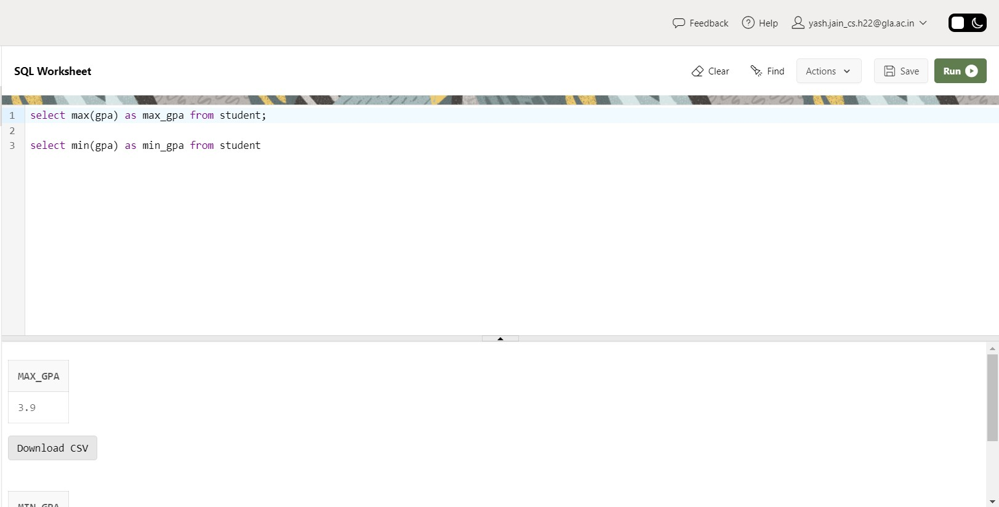 Feedback Help yash.jain_cs.h22@gla.ac.in
SQL Worksheet Clear Find Actions Save Run
1 select max(gpa) as max_gpa from student;
2
3 select min(gpa) as min_gpa from student
MAX_GPA
3.9
Download CSV
MIN_GPA